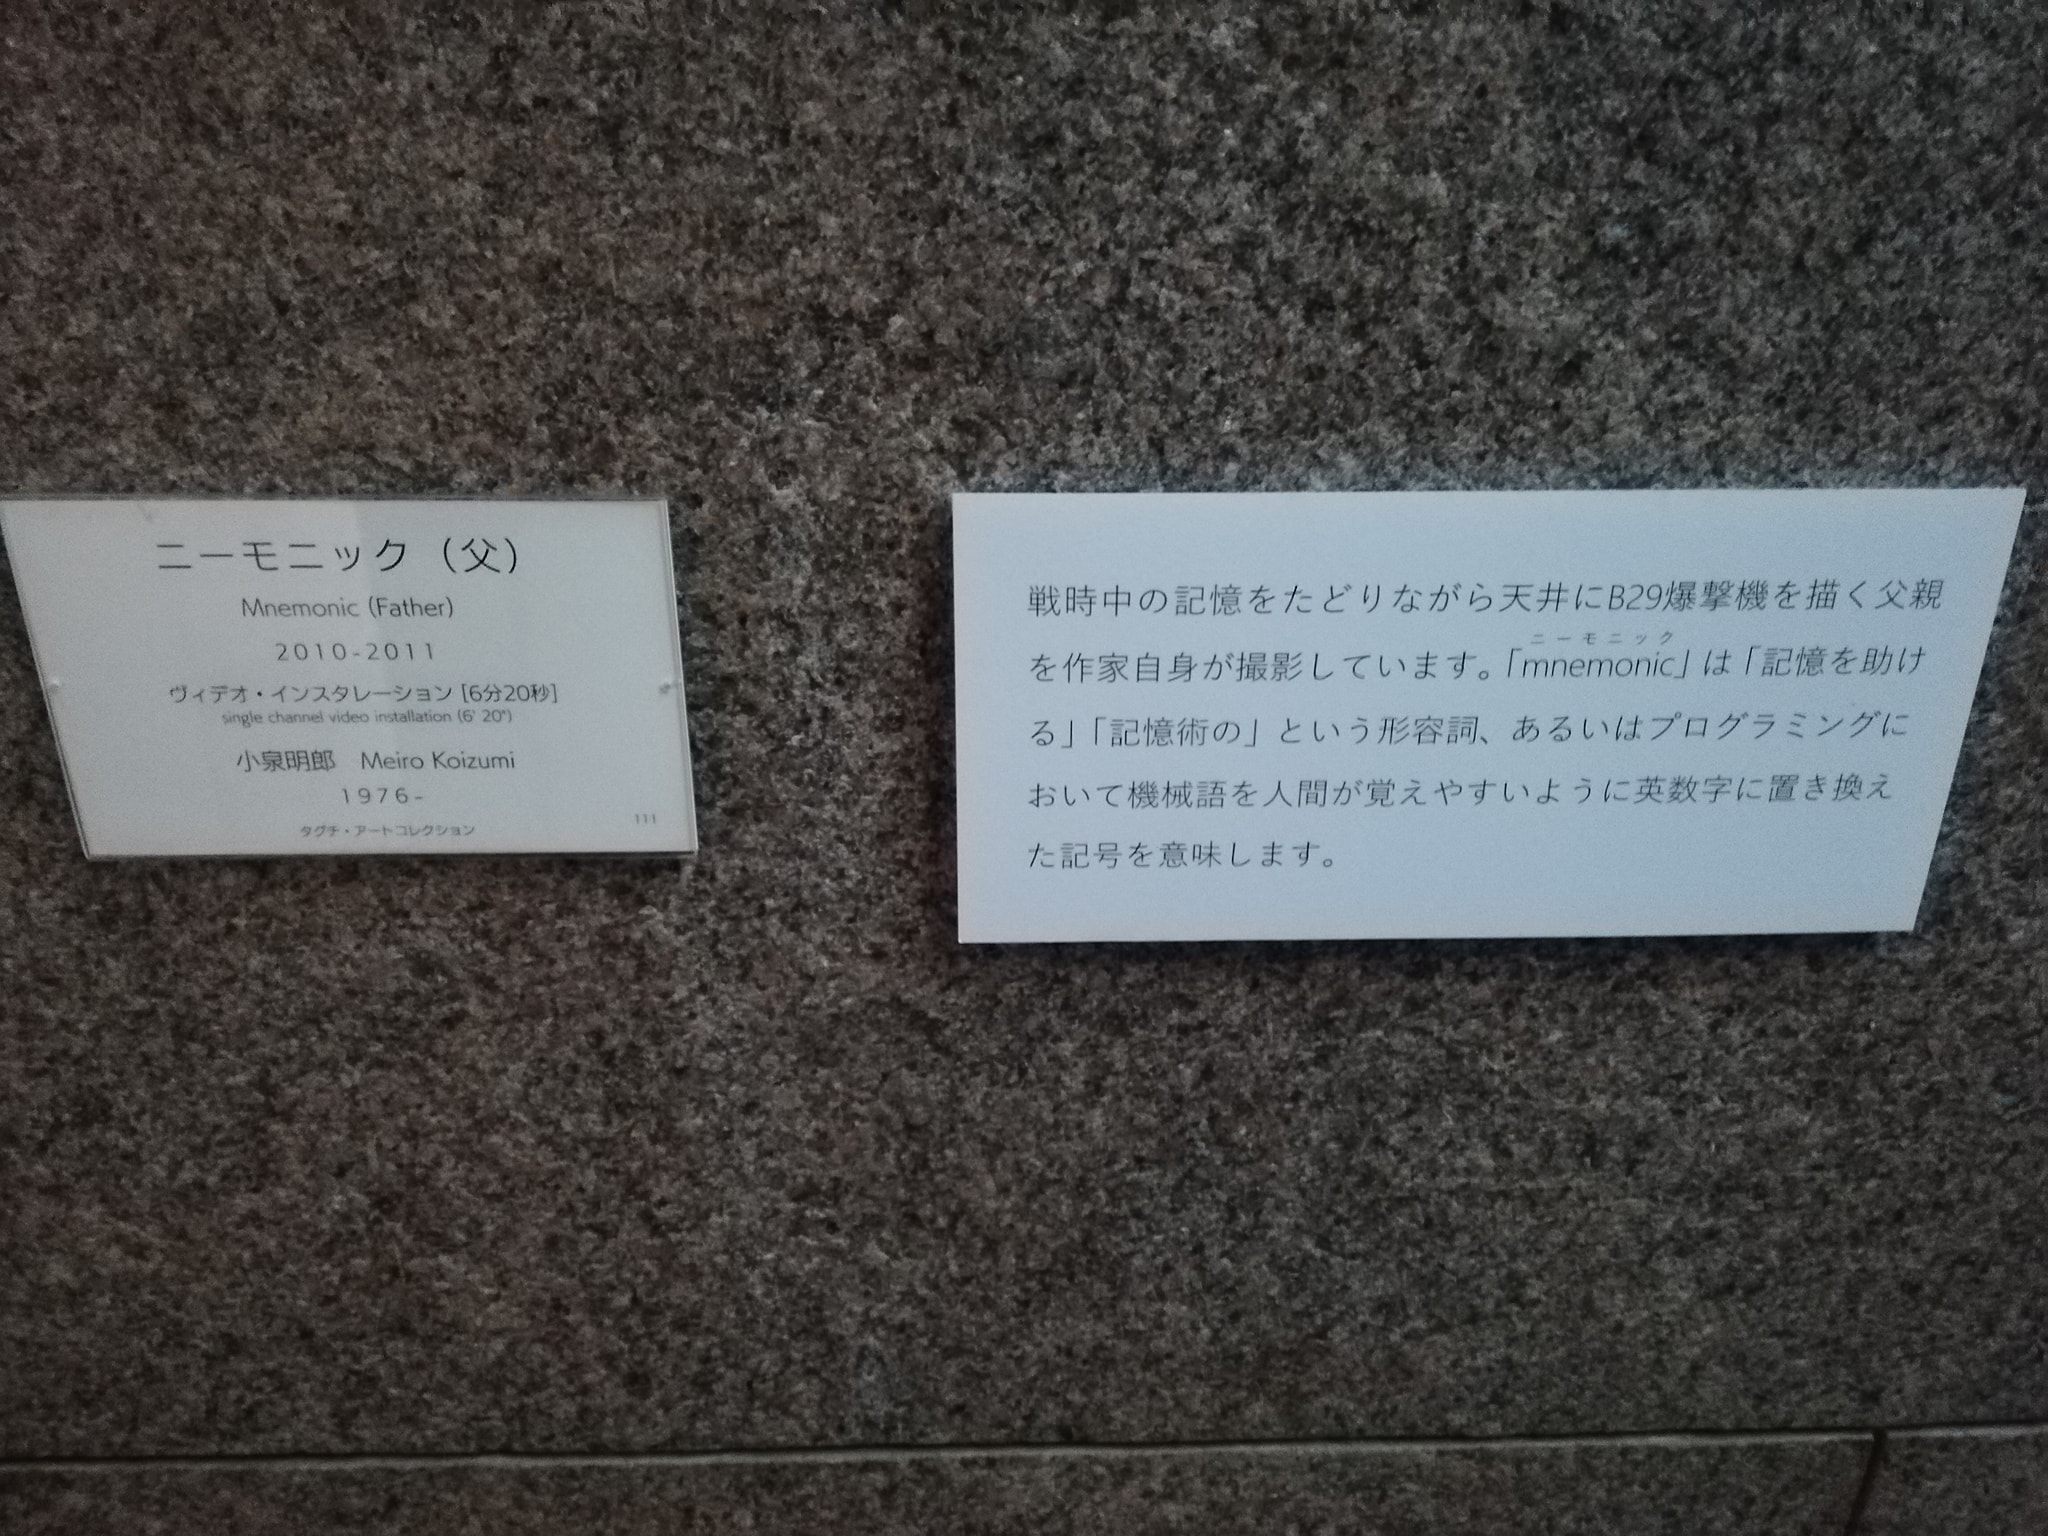 ニーモニック（父）
Mnemonic (Father)
2010-2011
ヴィデオ・インスタレーション [6分20秒]
single channel video installation (6' 20")
小泉明郎　Meiro Koizumi
1976-
タグチ・アートコレクション
111
戦時中の記憶をたどりながら天井にB29爆撃機を描く父親
ニーモニック
を作家自身が撮影しています。「mnemonic」は「記憶を助け
る」「記憶術の」という形容詞、あるいはプログラミングに
おいて機械語を人間が覚えやすいように英数字に置き換え
た記号を意味します。